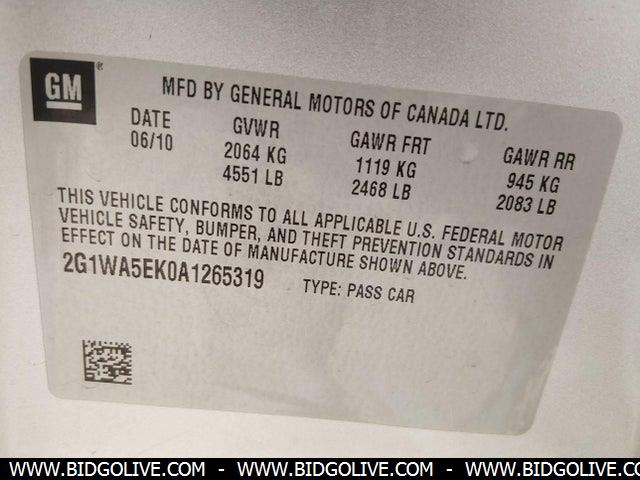 GM ®
MFD BY GENERAL MOTORS OF CANADA LTD.
DATE GVWR GAWR FRT GAWR RR
06/10 2064 KG 1119 KG 945 KG
4551 LB 2468 LB 2083 LB
THIS VEHICLE CONFORMS TO ALL APPLICABLE U.S. FEDERAL MOTOR
VEHICLE SAFETY, BUMPER, AND THEFT PREVENTION STANDARDS IN
EFFECT ON THE DATE OF MANUFACTURE SHOWN ABOVE.
2G1WA5EK0A1265319 TYPE: PASS CAR
WWW.BIDGOLIVE.COM - WWW.BIDGOLIVE.COM - WWW.BIDGOLIVE.COM